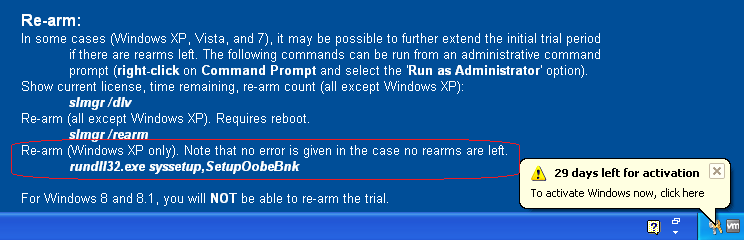 Re-arm:
In some cases (Windows XP, Vista, and 7), it may be possible to further extend the initial trial period
if there are rearms left. The following commands can be run from an administrative command
prompt (right-click on Command Prompt and select the 'Run as Administrator' option).
Show current license, time remaining, re-arm count (all except Windows XP):
slmgr /dlv
Re-arm (all except Windows XP). Requires reboot.
slmgr /rearm
Re-arm (Windows XP only). Note that no error is given in the case no rearms are left.
rundll32.exe syssetup,SetupOobeBnk
For Windows 8 and 8.1, you will NOT be able to re-arm the trial.
29 days left for activation
To activate Windows now, click here
vm